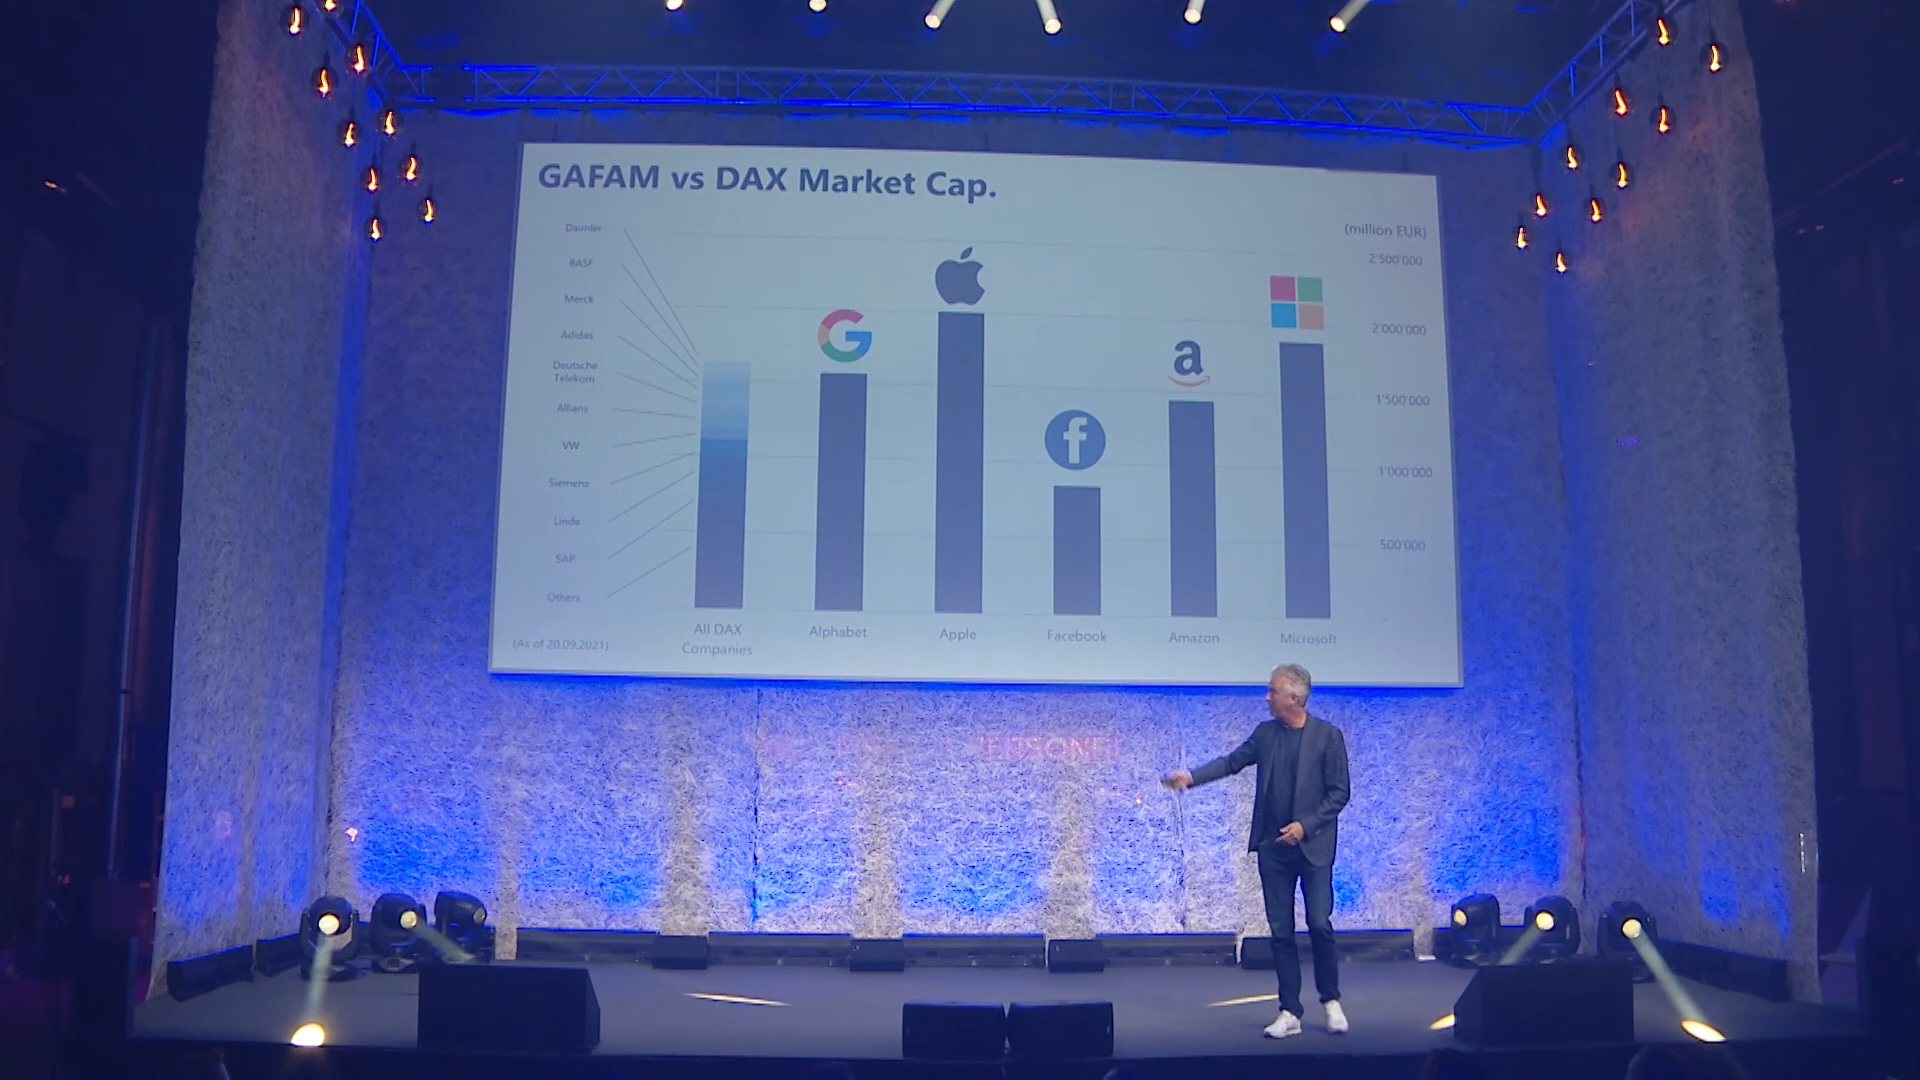 GAFAM vs DAX Market Cap.
(million EUR)
Daimler
BASF
Merck
Adidas
Deutsche
Telekom
Allianz
VW
Siemens
Linde
SAP
Others
2'500'000
2'000'000
1'500'000
1'000'000
500'000
All DAX
Companies
Alphabet
Apple
Facebook
Amazon
Microsoft
(As of 20.09.2021)